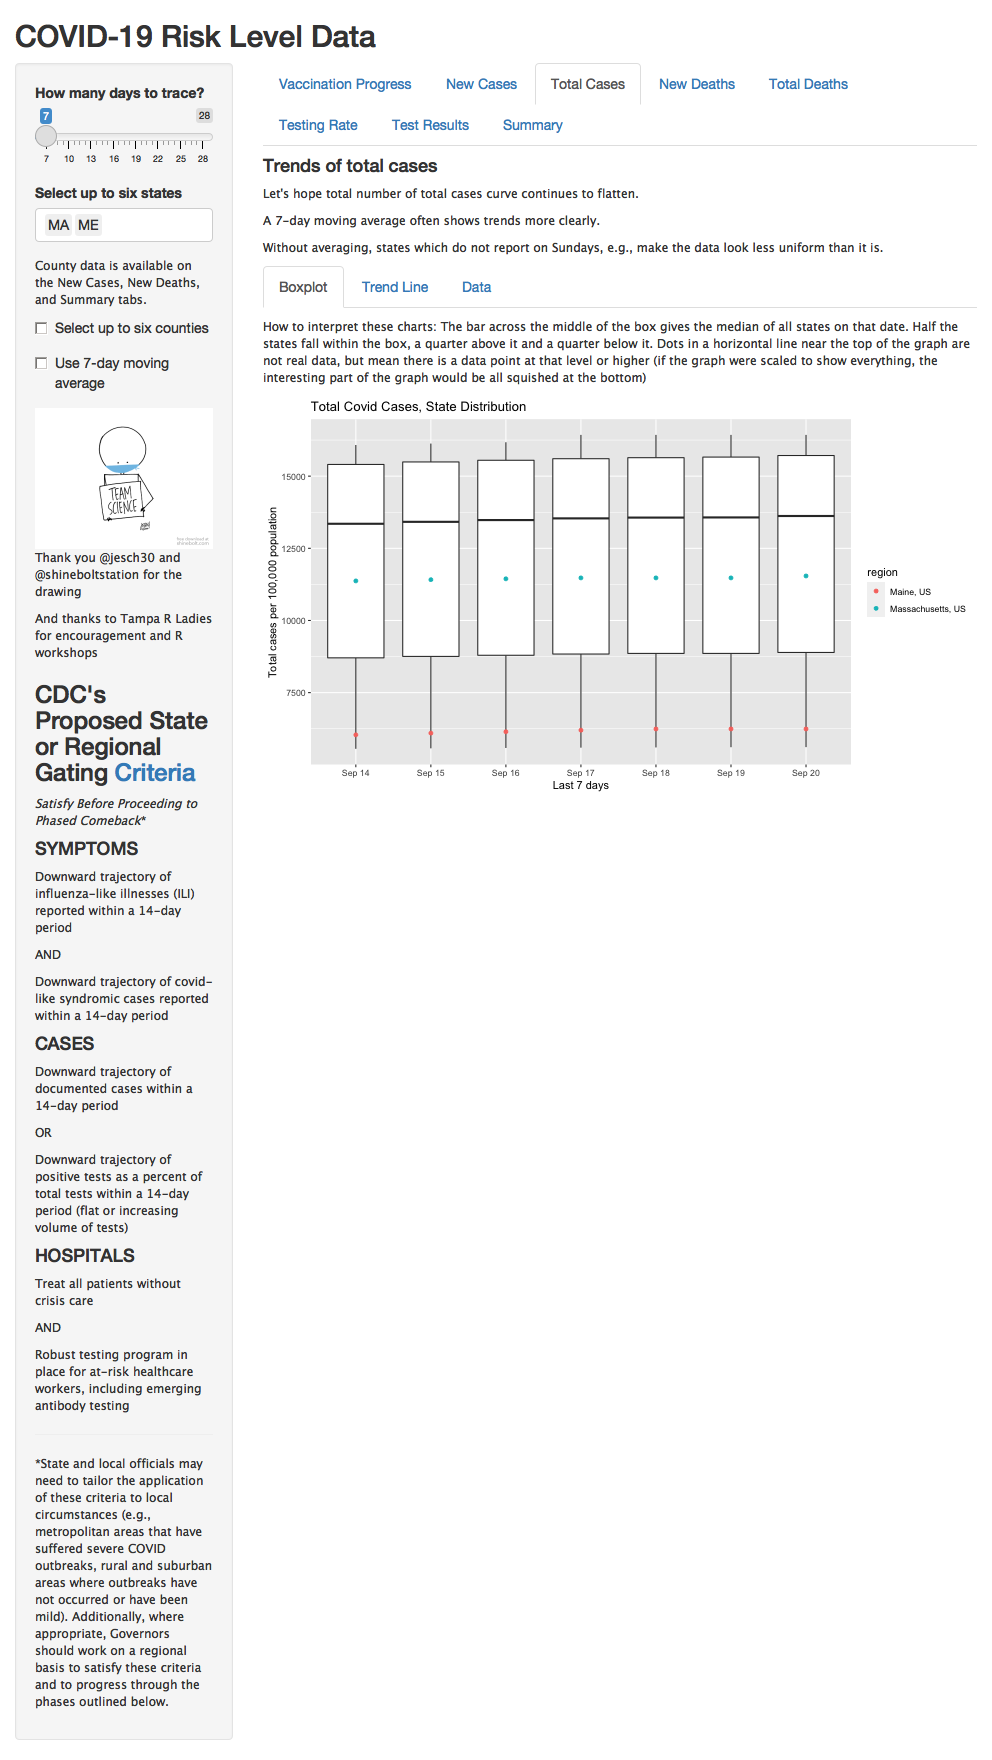 COVID-19 Risk Level Data
How many days to trace?
7 28
7 10 13 16 19 22 25 28
Select up to six states
MA ME
County data is available on
the New Cases, New Deaths,
and Summary tabs.
Select up to six counties
Use 7-day moving
average
TEAM
SCIENCE
Thank you @jesch30 and
@shineboltstation for the
drawing
And thanks to Tampa R Ladies
for encouragement and R
workshops
CDC's
Proposed State
or Regional
Gating Criteria
Satisfy Before Proceeding to
Phased Comeback*
SYMPTOMS
Downward trajectory of
influenza-like illnesses (ILI)
reported within a 14-day
period
AND
Downward trajectory of covid-
like syndromic cases reported
within a 14-day period
CASES
Downward trajectory of
documented cases within a
14-day period
OR
Downward trajectory of
positive tests as a percent of
total tests within a 14-day
period (flat or increasing
volume of tests)
HOSPITALS
Treat all patients without
crisis care
AND
Robust testing program in
place for at-risk healthcare
workers, including emerging
antibody testing
*State and local officials may
need to tailor the application
of these criteria to local
circumstances (e.g.,
metropolitan areas that have
suffered severe COVID
outbreaks, rural and suburban
areas where outbreaks have
not occurred or have been
mild). Additionally, where
appropriate, Governors
should work on a regional
basis to satisfy these criteria
and to progress through the
phases outlined below.
Vaccination Progress New Cases Total Cases New Deaths Total Deaths
Testing Rate Test Results Summary
Trends of total cases
Let's hope total number of total cases curve continues to flatten.
A 7-day moving average often shows trends more clearly.
Without averaging, states which do not report on Sundays, e.g., make the data look less uniform than it is.
Boxplot Trend Line Data
How to interpret these charts: The bar across the middle of the box gives the median of all states on that date. Half the
states fall within the box, a quarter above it and a quarter below it. Dots in a horizontal line near the top of the graph are
not real data, but mean there is a data point at that level or higher (if the graph were scaled to show everything, the
interesting part of the graph would be all squished at the bottom)
Total Covid Cases, State Distribution
Total cases per 100,000 population
15000
12500
10000
7500
Sep 14 Sep 15 Sep 16 Sep 17 Sep 18 Sep 19 Sep 20
Last 7 days
region
Maine, US
Massachusetts, US